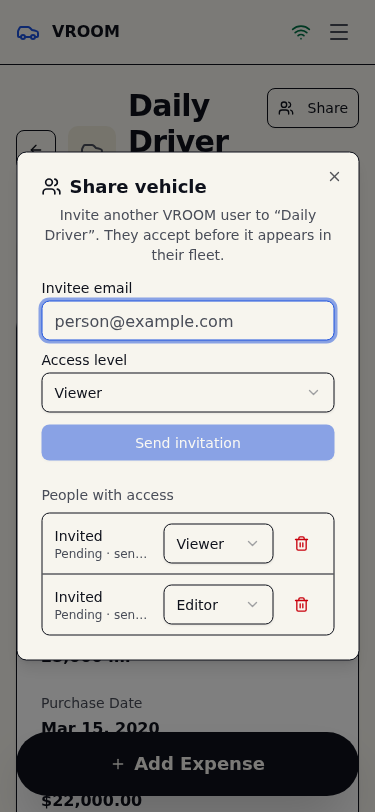 VROOM
Daily
Driver
Share
Share vehicle
Invite another VROOM user to “Daily
Driver”. They accept before it appears in
their fleet.
Invitee email
person@example.com
Access level
Viewer
Send invitation
People with access
Invited
Pending · sen...
Viewer
Invited
Pending · sen...
Editor
Purchase Date
Mar 15, 2020
+ Add Expense
$22,000.00